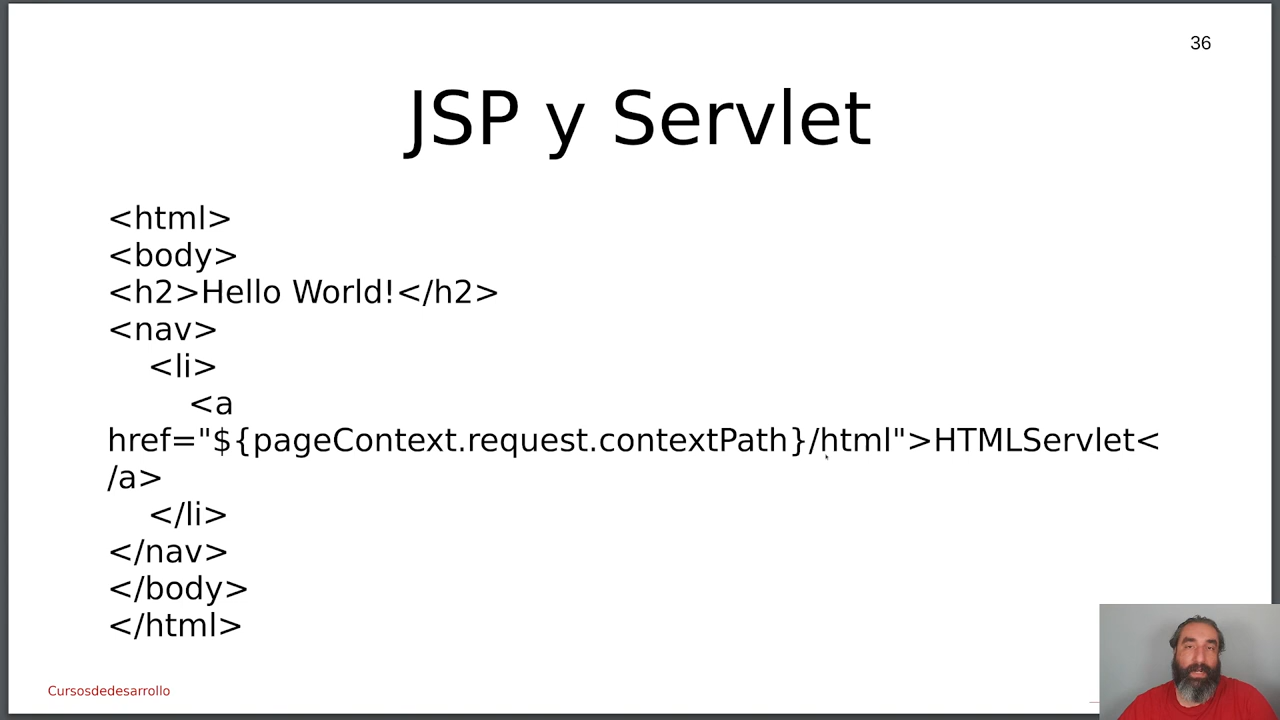 36
JSP y Servlet
<html>
<body>
<h2>Hello World!</h2>
<nav>
<li>
<a
href="${pageContext.request.contextPath}/html">HTMLServlet<
/a>
</li>
</nav>
</body>
</html>
Cursosdedesarrollo